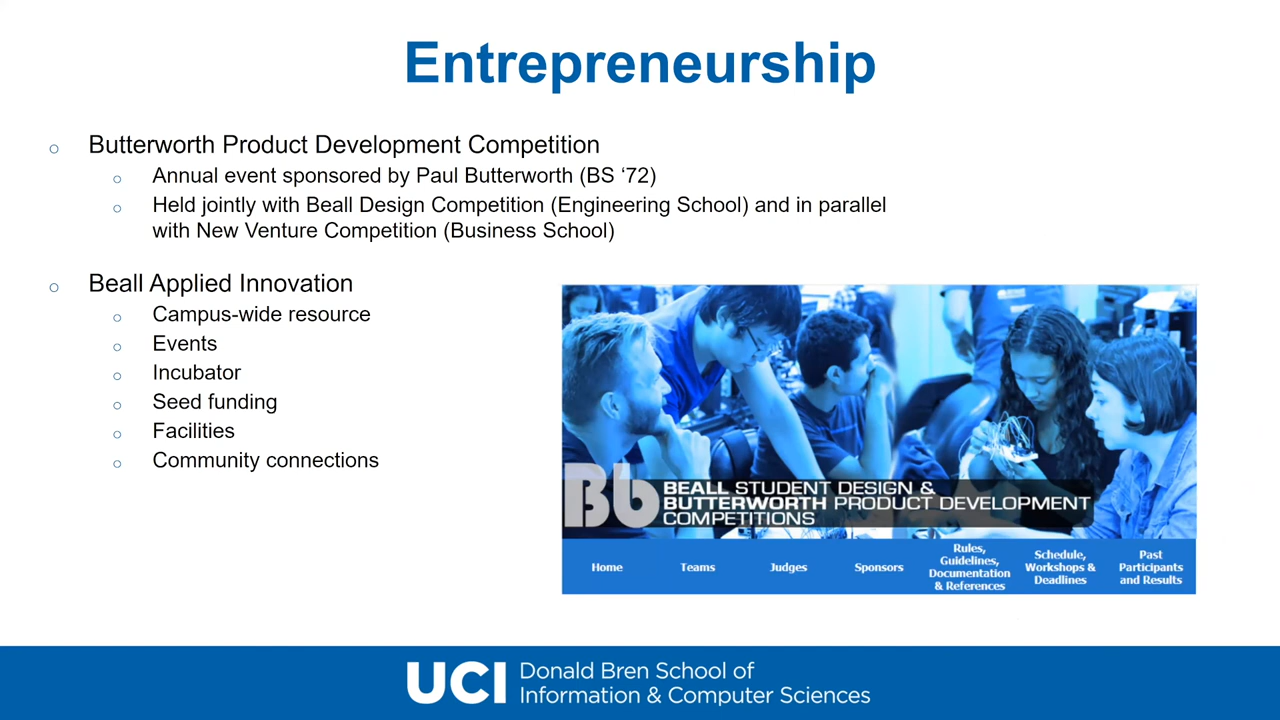 Entrepreneurship
Butterworth Product Development Competition
Annual event sponsored by Paul Butterworth (BS ‘72)
Held jointly with Beall Design Competition (Engineering School) and in parallel
with New Venture Competition (Business School)
Beall Applied Innovation
Campus-wide resource
Events
Incubator
Seed funding
Facilities
Community connections
Bb
BEALL STUDENT DESIGN &
BUTTERWORTH PRODUCT DEVELOPMENT
COMPETITIONS
Home
Teams
Judges
Sponsors
Rules,
Guidelines,
Documentation
& References
Schedule,
Workshops &
Deadlines
Past
Participants
and Results
UCI
Donald Bren School of
Information & Computer Sciences